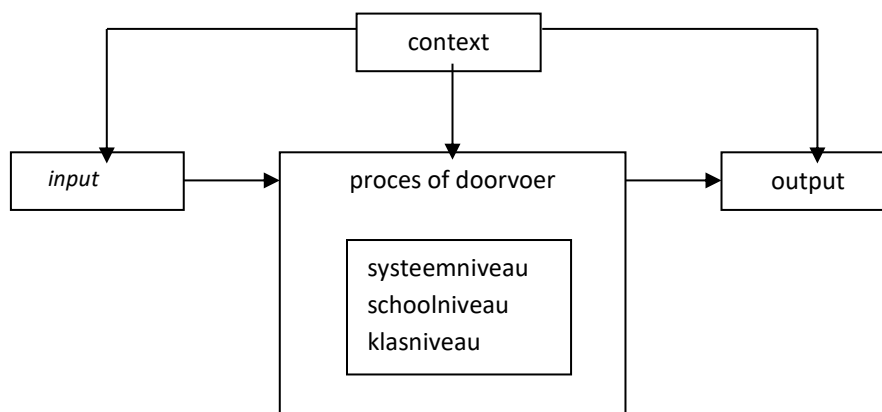 context
input
proces of doorvoer
output
systeemniveau
schoolniveau
klasniveau